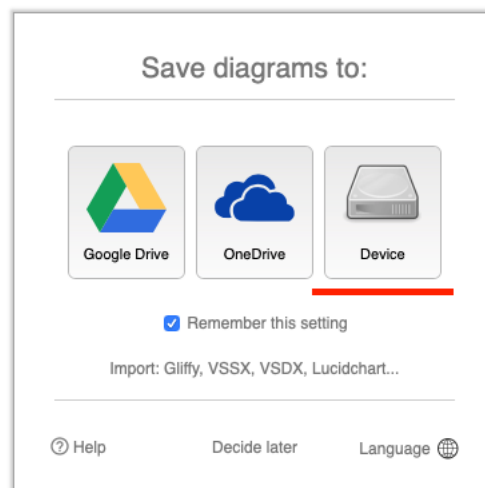 Save diagrams to:
Google Drive OneDrive Device
Remember this setting
Import: Gliffy, VSSX, VSDX, Lucidchart...
Help Decide later Language